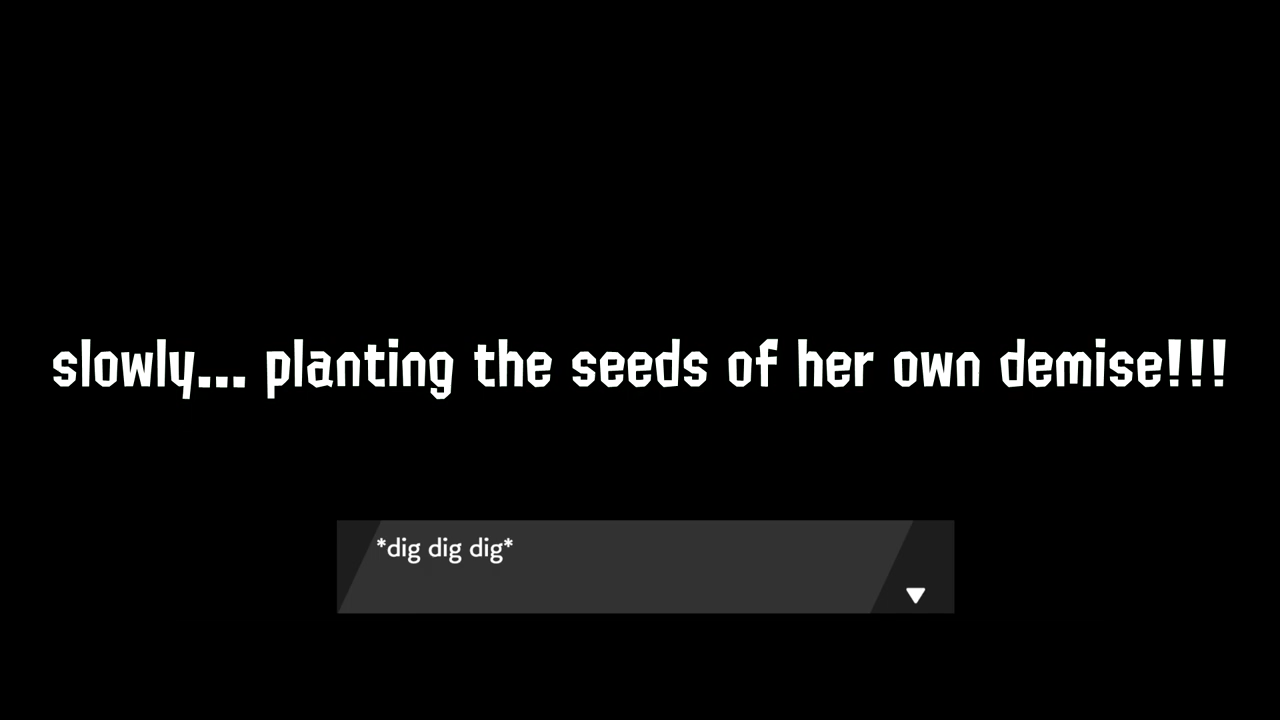 slowly... planting the seeds of her own demise!!!
*dig dig dig*